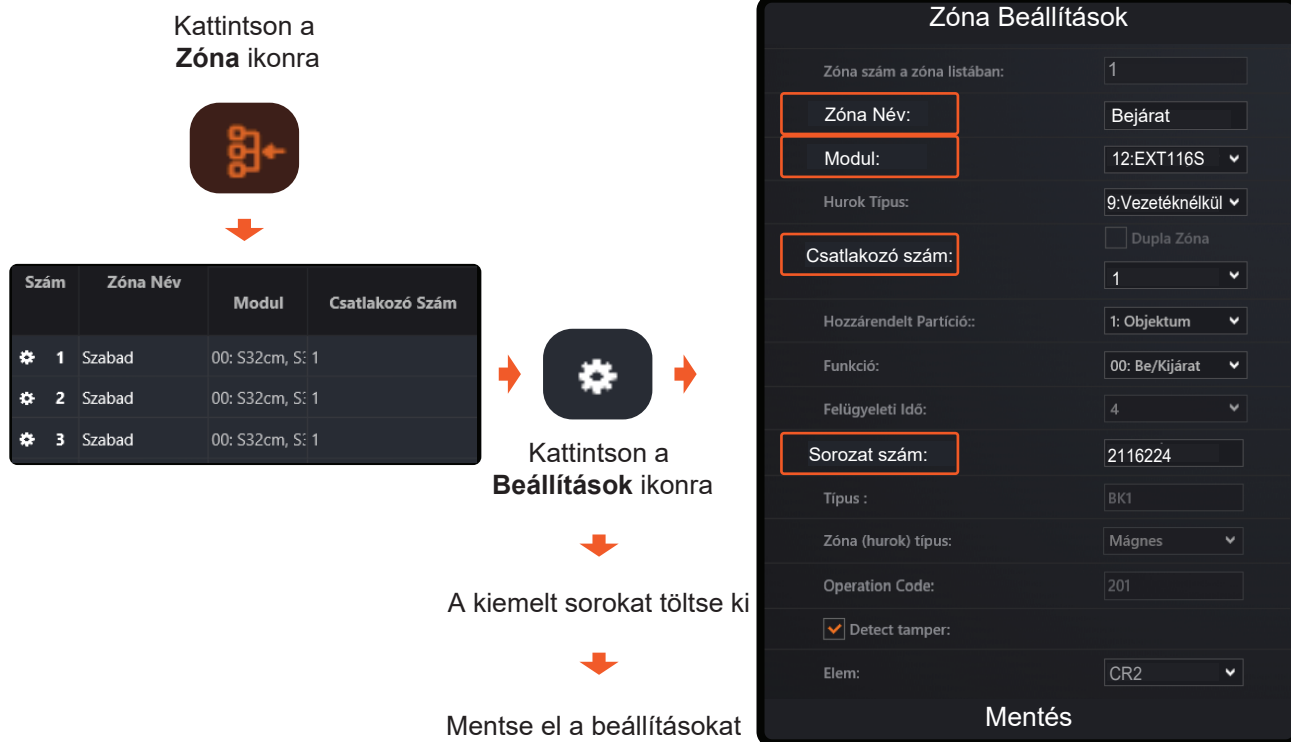 Kattintson a
Zóna ikonra
Szám Zóna Név Modul Csatlakozó Szám
1 Szabad 00: S32cm, S3 1
2 Szabad 00: S32cm, S3 1
3 Szabad 00: S32cm, S3 1
Kattintson a
Beállítások ikonra
A kiemelt sorokat töltse ki
Mentse el a beállításokat
Zóna Beállítások
Zóna szám a zóna listában: 1
Zóna Név: Bejárat
Modul: 12:EXT116S
Hurok Típus: 9:Vezetéknélkül
Dupla Zóna
Csatlakozó szám:
1
Hozzárendelt Partíció:: 1: Objektum
Funkció: 00: Be/Kijárat
Felügyeleti Idő: 4
Sorozat szám: 2116224
Típus : BK1
Zóna (hurok) típus: Mágnes
Operation Code: 201
Detect tamper:
Elem: CR2
Mentés